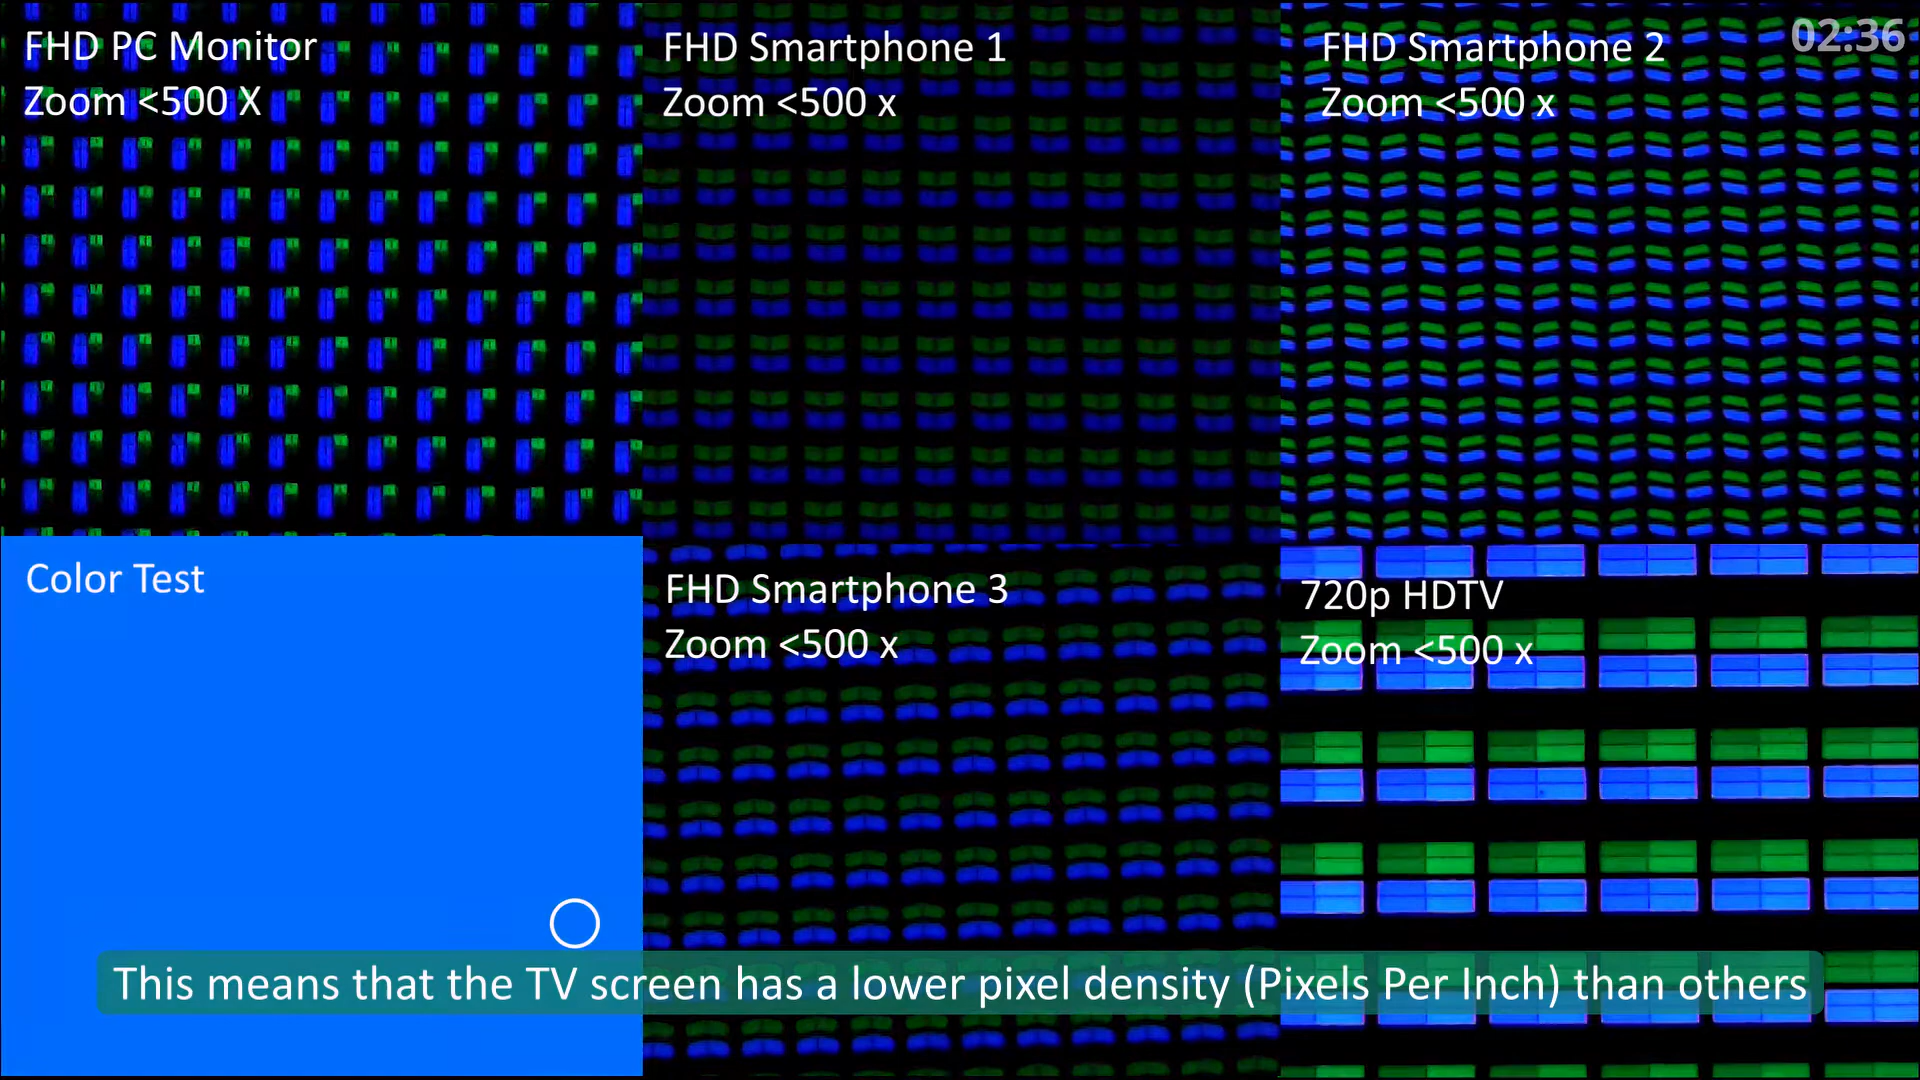 FHD PC Monitor
Zoom <500 X
FHD Smartphone 1
Zoom <500 x
FHD Smartphone 2
Zoom <500 x
02:36
Color Test
FHD Smartphone 3
Zoom <500 x
720p HDTV
Zoom <500 x
This means that the TV screen has a lower pixel density (Pixels Per Inch) than others